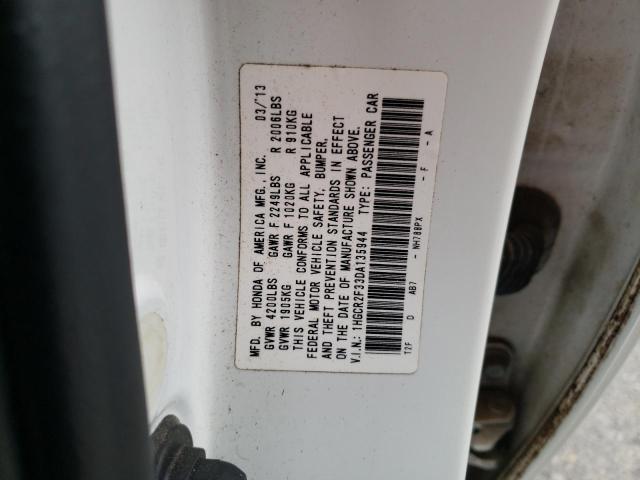 MFD. BY HONDA OF AMERICA MFG., INC. 03/'13
GVWR 4200LBS GAWR F 2249LBS R 2006LBS
GVWR 1905KG GAWR F 1020KG R 910KG
THIS VEHICLE CONFORMS TO ALL APPLICABLE
FEDERAL MOTOR VEHICLE SAFETY, BUMPER,
AND THEFT PREVENTION STANDARDS IN EFFECT
ON THE DATE OF MANUFACTURE SHOWN ABOVE.
V.I.N.: 1HGCR2F33DA135944 TYPE: PASSENGER CAR
T2F D AB7 - NH788PX - F - A